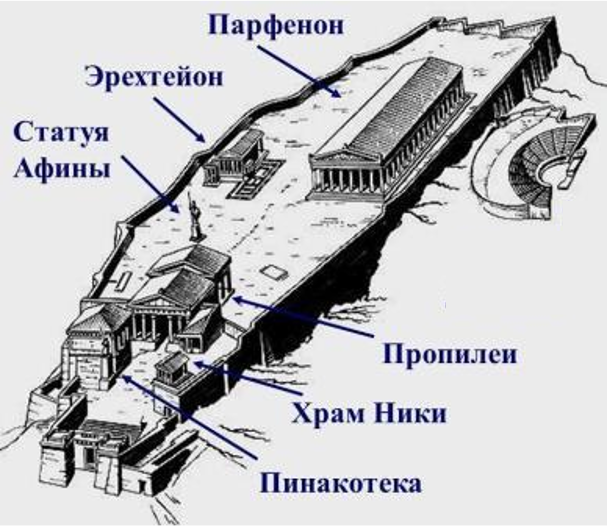 Парфенон
Эрехтейон
Статуя
Афины
Пропилеи
Храм Ники
Пинакотека